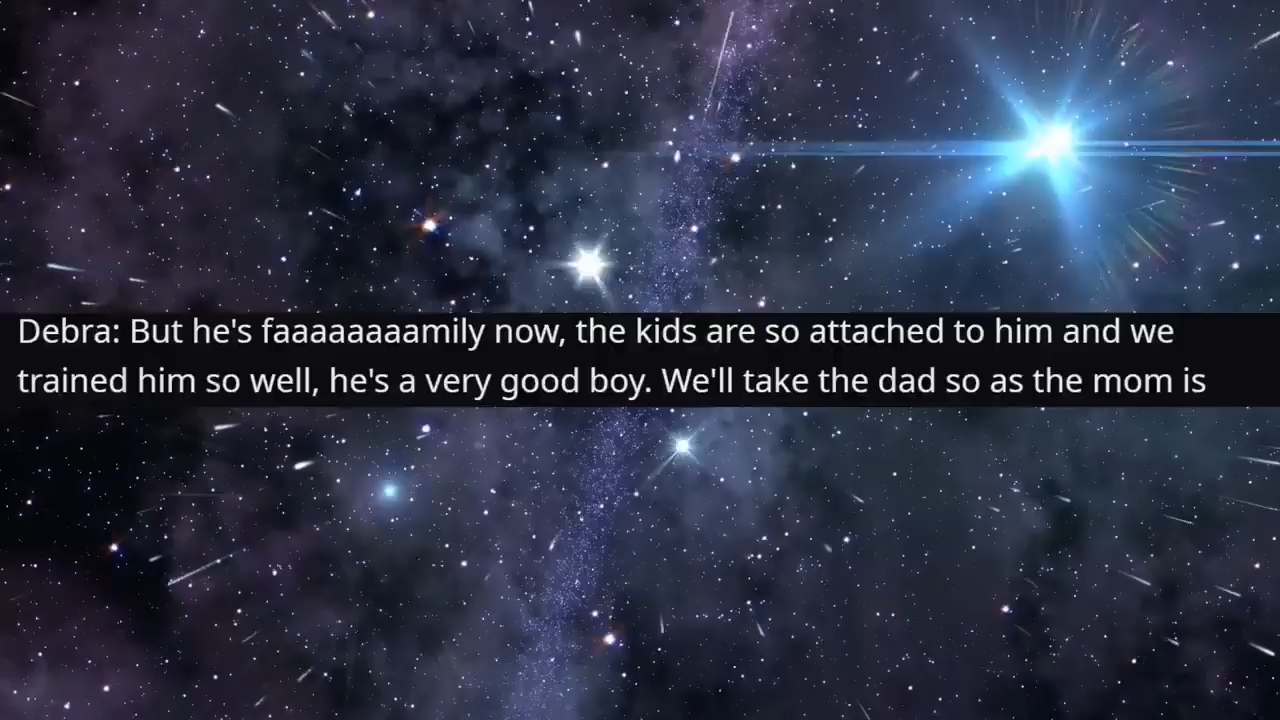 Debra: But he's faaaaaaaamily now, the kids are so attached to him and we
trained him so well, he's a very good boy. We'll take the dad so as the mom is